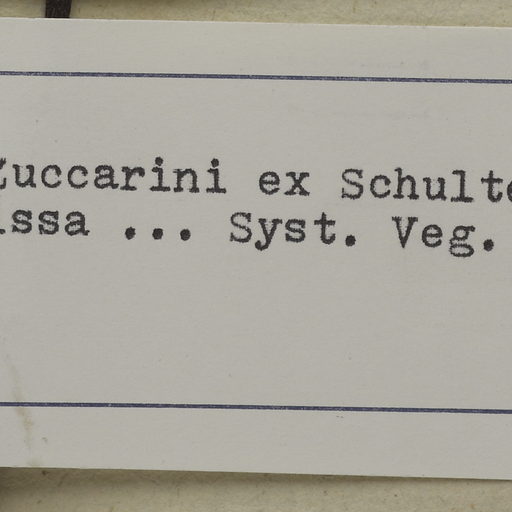 Zuccarini ex Schulte
issa ... Syst. Veg.